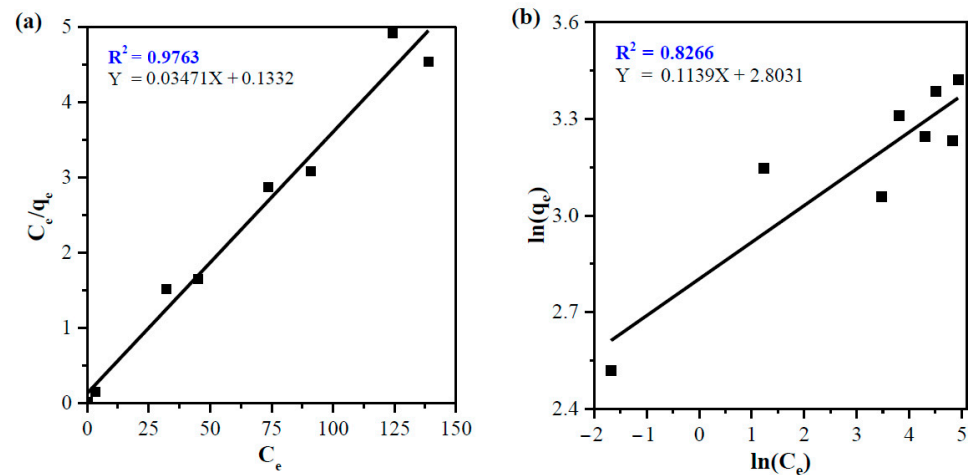 (a)
R² = 0.9763
Y = 0.03471X + 0.1332
5
4
3
2
1
0
Cₑ/qₑ
0 25 50 75 100 125 150
Cₑ
(b)
R² = 0.8266
Y = 0.1139X + 2.8031
3.6
3.3
3.0
2.7
2.4
ln(qₑ)
−2 −1 0 1 2 3 4 5
ln(Cₑ)